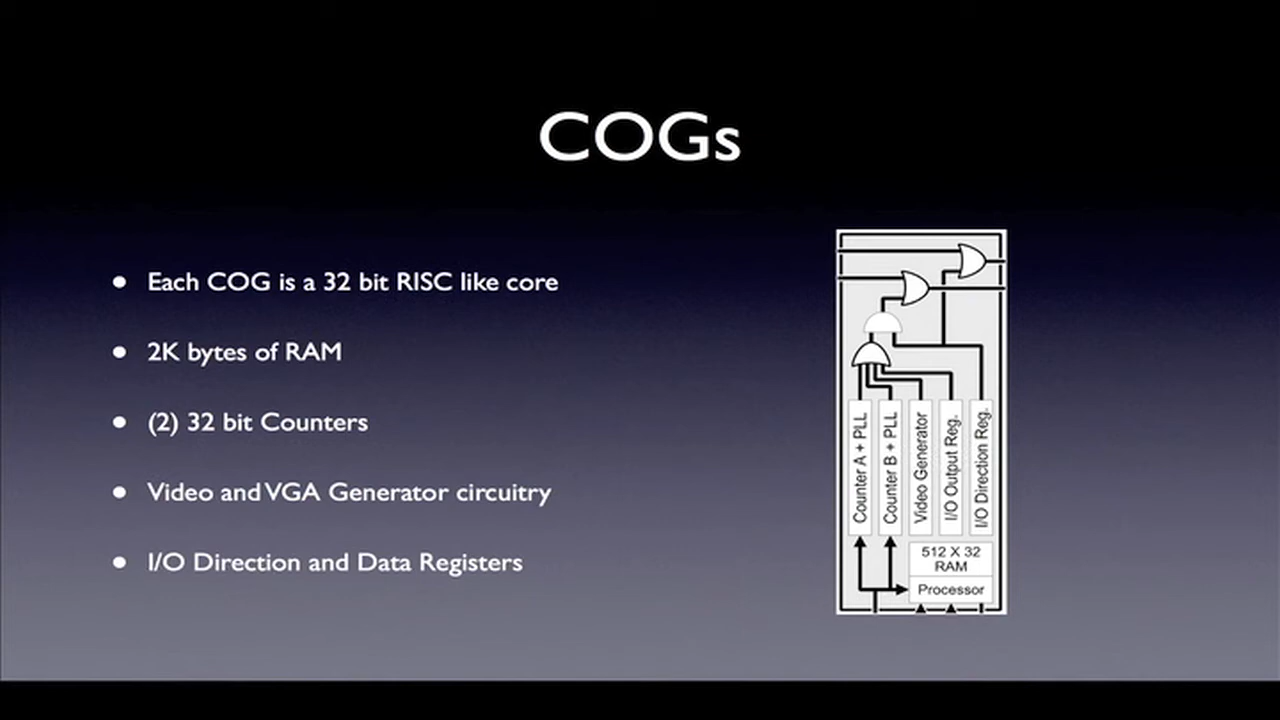 COGs
• Each COG is a 32 bit RISC like core
• 2K bytes of RAM
• (2) 32 bit Counters
• Video and VGA Generator circuitry
• I/O Direction and Data Registers
Counter A + PLL
Counter B + PLL
Video Generator
I/O Output Reg.
I/O Direction Reg.
512 X 32
RAM
Processor